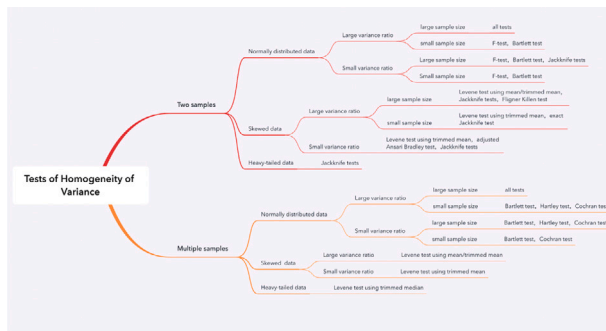 Tests of Homogeneity of
Variance
Two samples
Normally distributed data
Large variance ratio
large sample size
all tests
small sample size
F-test, Bartlett test
Small variance ratio
Large sample size
F-test, Bartlett test, Jackknife tests
Small sample size
F-test, Bartlett test
Skewed data
Large variance ratio
large sample size
Levene test using mean/trimmed mean,
Jackknife tests, Fligner Killen test
small sample size
Levene test using trimmed mean, exact
Jackknife test
Small variance ratio
Levene test using trimmed mean, adjusted
Ansari Bradley test, Jackknife tests
Heavy-tailed data
Jackknife tests
Multiple samples
Normally distributed data
Large variance ratio
large sample size
all tests
small sample size
Bartlett test, Hartley test, Cochran tes
Small variance ratio
large sample size
Bartlett test, Hartley test, Cochran tes
small sample size
Bartlett test, Cochran test
Skewed data
Large variance ratio
Levene test using mean/trimmed mean
Small variance ratio
Levene test using trimmed mean
Heavy-tailed data
Levene test using trimmed median